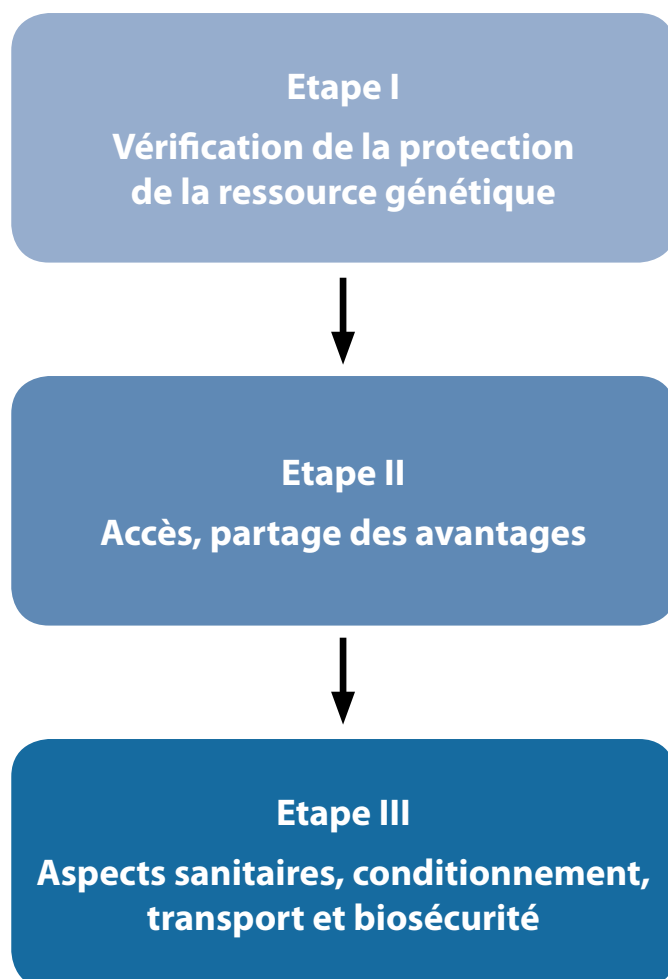 Etape I
Vérification de la protection
de la ressource génétique
Etape II
Accès, partage des avantages
Etape III
Aspects sanitaires, conditionnement,
transport et biosécurité